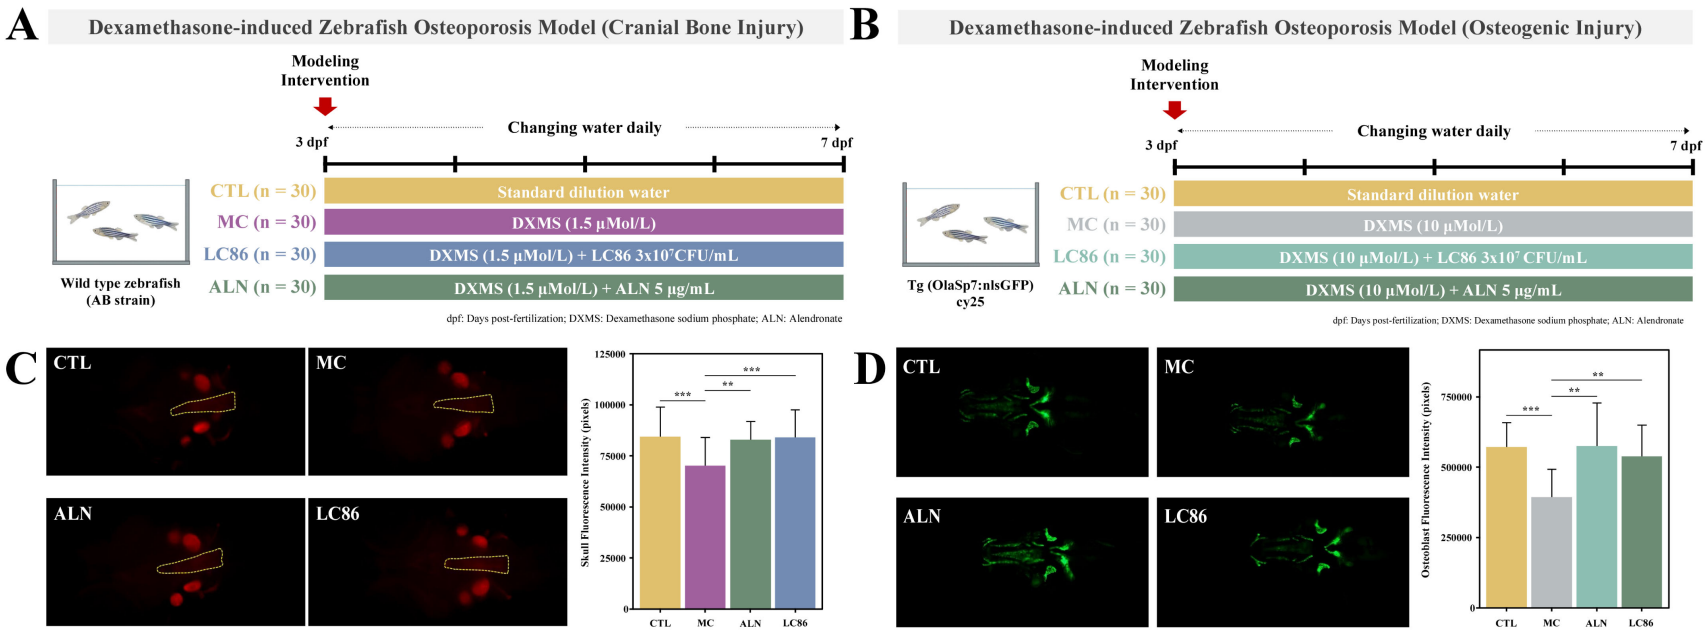 A
Dexamethasone-induced Zebrafish Osteoporosis Model (Cranial Bone Injury)
Modeling
Intervention
3 dpf
Changing water daily
7 dpf
CTL (n = 30)
Standard dilution water
MC (n = 30)
DXMS (1.5 μMol/L)
LC86 (n = 30)
DXMS (1.5 μMol/L) + LC86 3x10⁷CFU/mL
ALN (n = 30)
DXMS (1.5 μMol/L) + ALN 5 μg/mL
Wild type zebrafish
(AB strain)
dpf: Days post-fertilization; DXMS: Dexamethasone sodium phosphate; ALN: Alendronate
B
Dexamethasone-induced Zebrafish Osteoporosis Model (Osteogenic Injury)
Modeling
Intervention
3 dpf
Changing water daily
7 dpf
CTL (n = 30)
Standard dilution water
MC (n = 30)
DXMS (10 μMol/L)
LC86 (n = 30)
DXMS (10 μMol/L) + LC86 3x10⁷ CFU/mL
ALN (n = 30)
DXMS (10 μMol/L) + ALN 5 μg/mL
Tg (OlaSp7:nlsGFP)
cy25
dpf: Days post-fertilization; DXMS: Dexamethasone sodium phosphate; ALN: Alendronate
C
CTL
MC
ALN
LC86
Skull Fluorescence Intensity (pixels)
125000
100000
75000
50000
25000
0
***
**
***
CTL MC ALN LC86
D
CTL
MC
ALN
LC86
Osteoblast Fluorescence Intensity (pixels)
750000
500000
250000
0
**
**
***
CTL MC ALN LC86